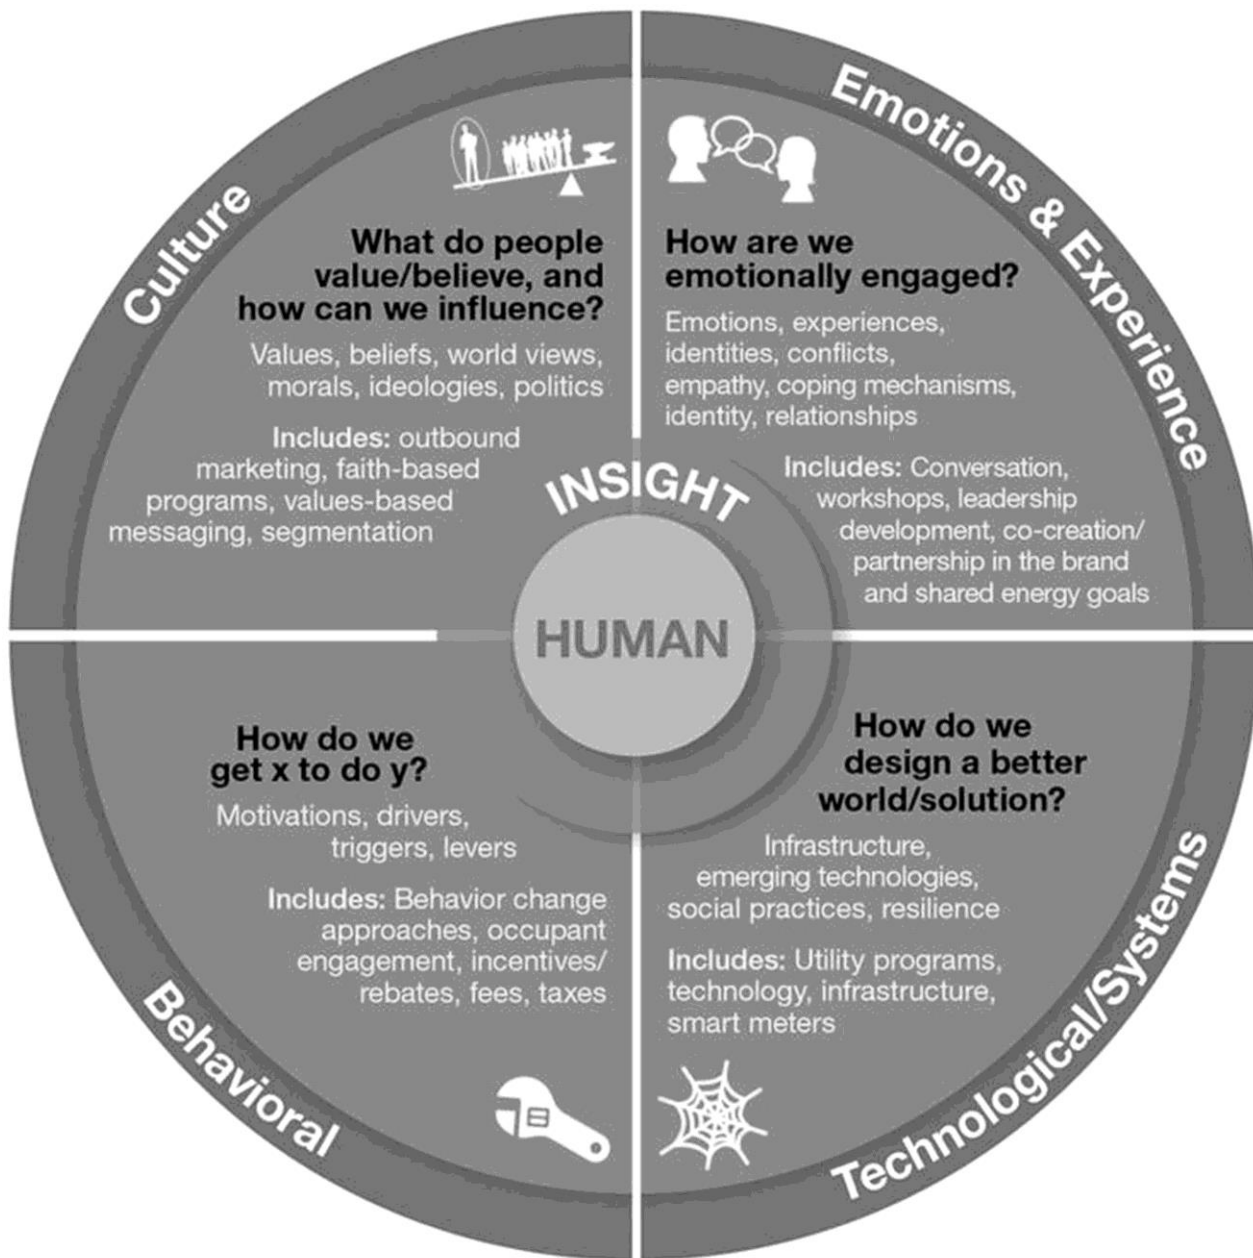 Culture
What do people
value/believe, and
how can we influence?
Values, beliefs, world views,
morals, ideologies, politics
Includes: outbound
marketing, faith-based
programs, values-based
messaging, segmentation
Emotions & Experience
How are we
emotionally engaged?
Emotions, experiences,
identities, conflicts,
empathy, coping mechanisms,
identity, relationships
Includes: Conversation,
workshops, leadership
development, co-creation/
partnership in the brand
and shared energy goals
INSIGHT
HUMAN
Behavioral
How do we
get x to do y?
Motivations, drivers,
triggers, levers
Includes: Behavior change
approaches, occupant
engagement, incentives/
rebates, fees, taxes
Technological/Systems
How do we
design a better
world/solution?
Infrastructure,
emerging technologies,
social practices, resilience
Includes: Utility programs,
technology, infrastructure,
smart meters